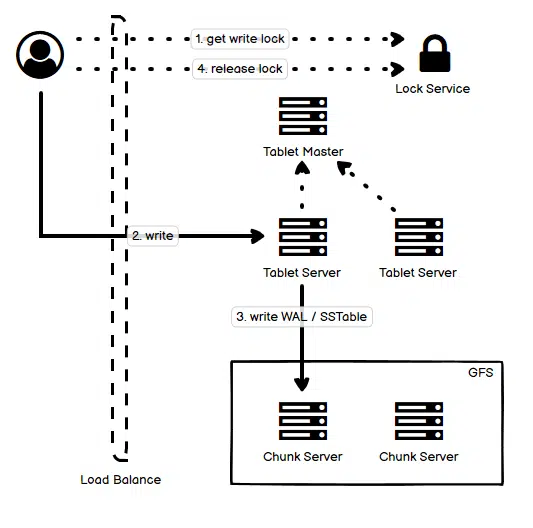 1. get write lock
4. release lock
Lock Service
Tablet Master
2. write
Tablet Server
Tablet Server
3. write WAL / SSTable
GFS
Chunk Server
Chunk Server
Load Balance